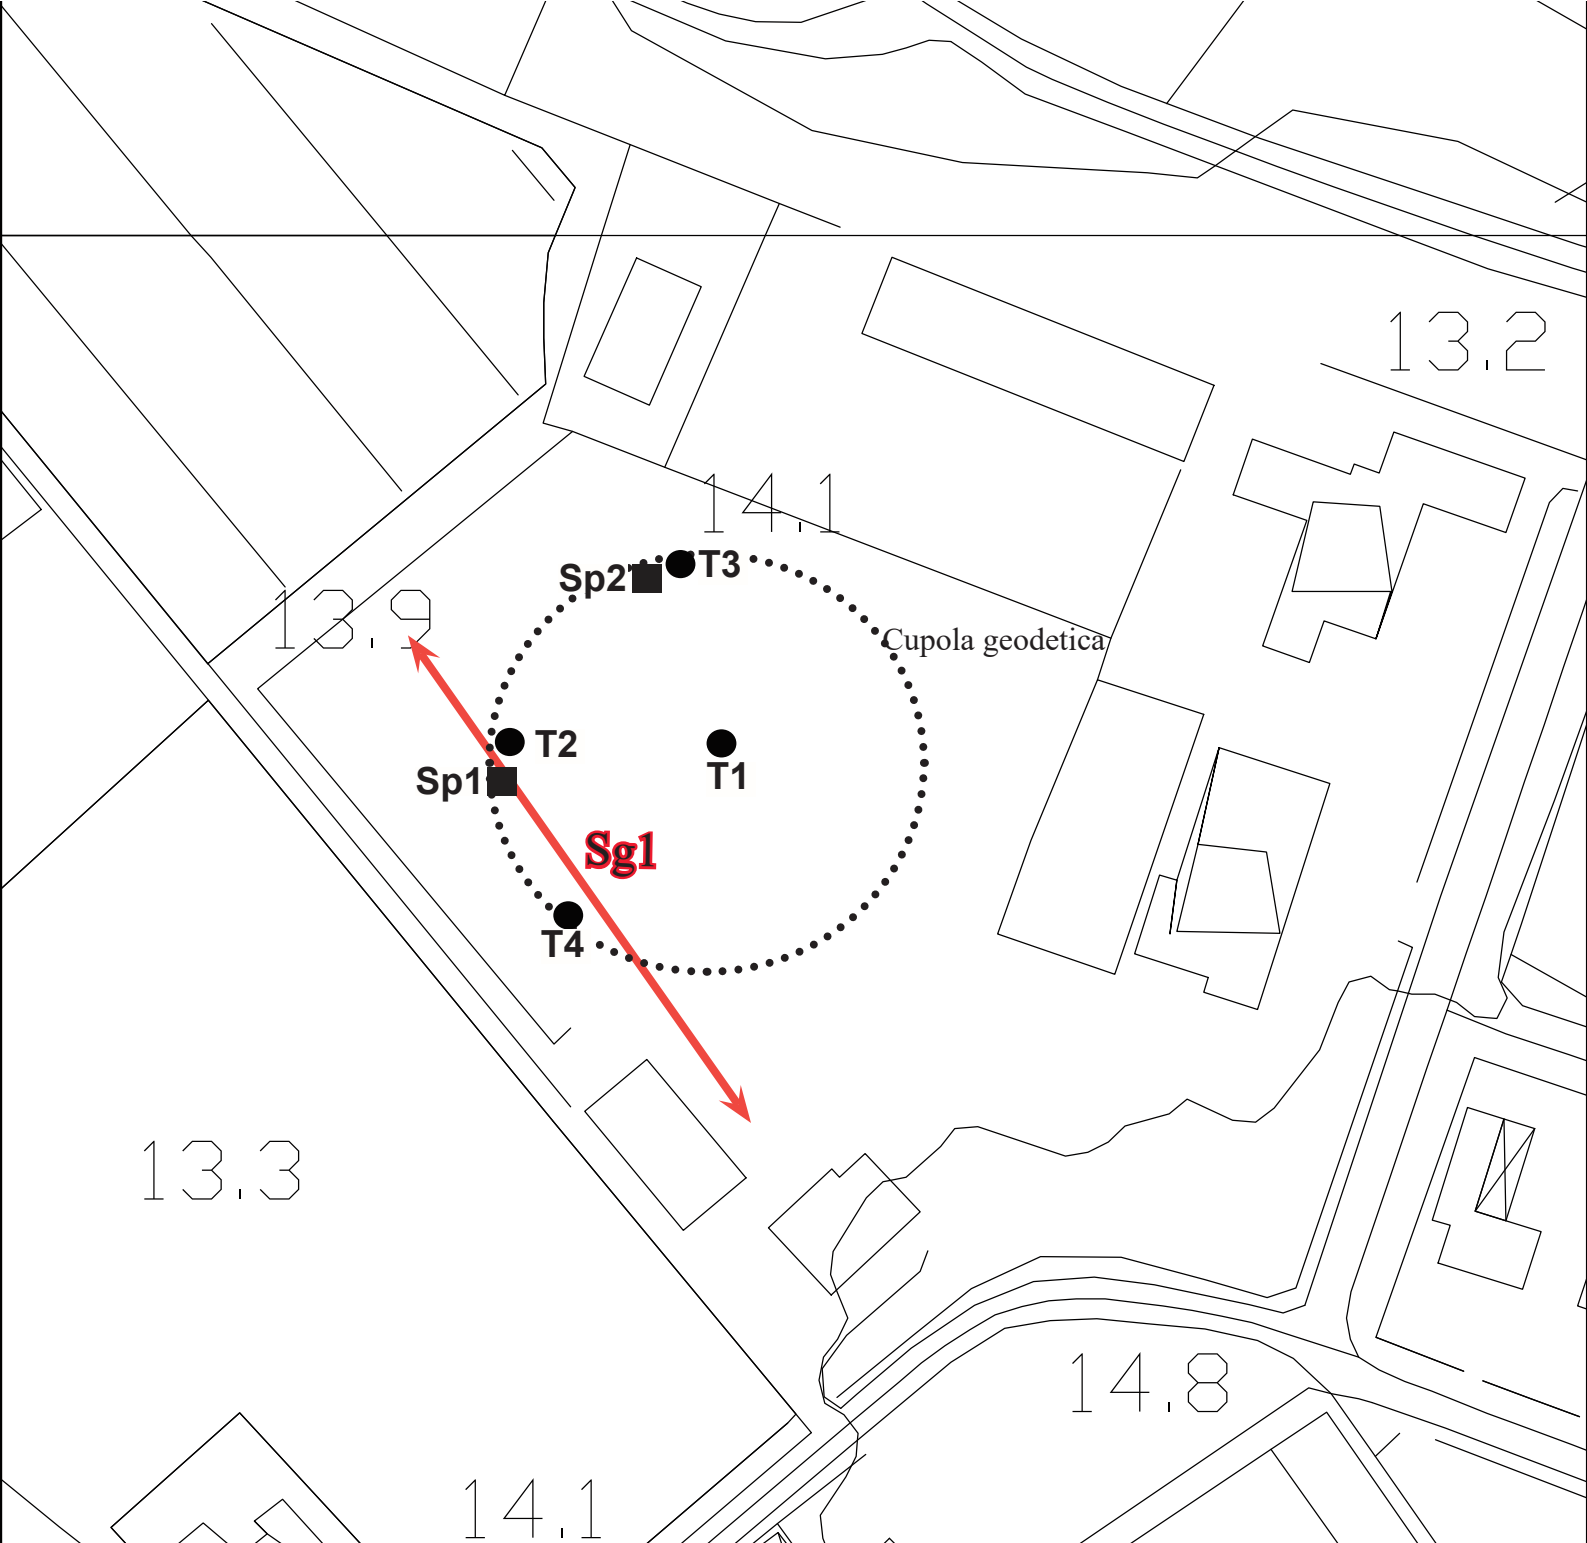 13.2
14.1
Sp2
T3
13.9
Cupola geodetica
T2
T1
Sp1
Sg1
T4
13.3
14.8
14.1